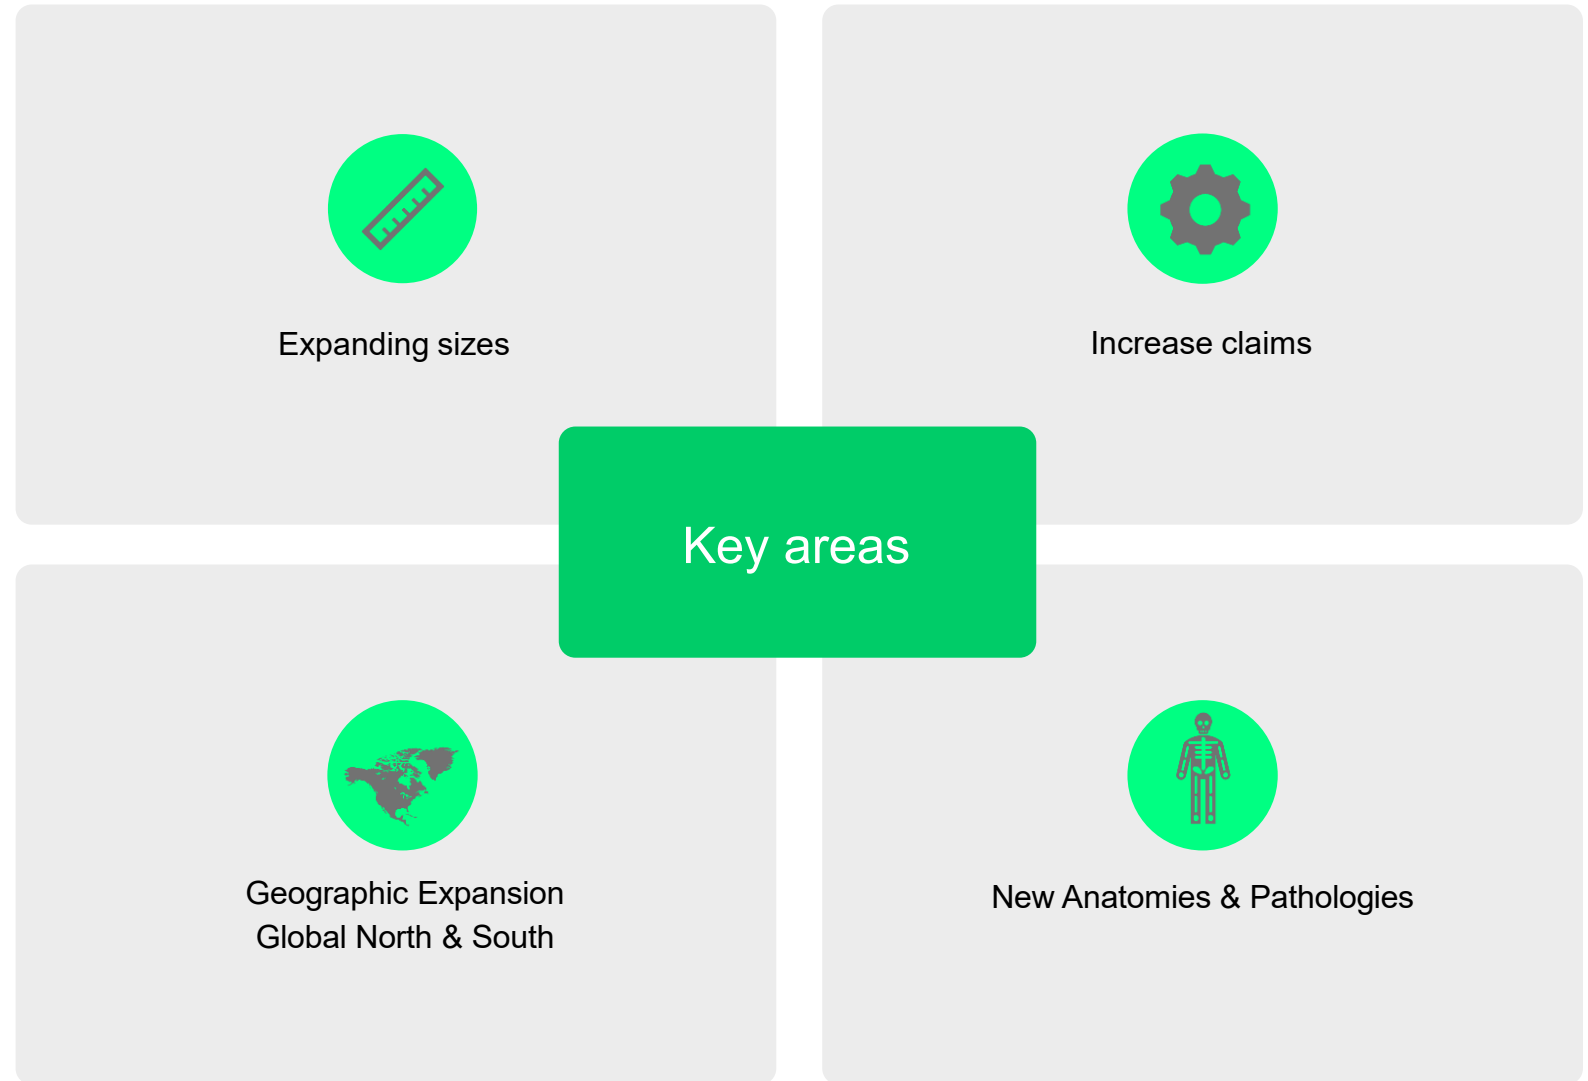 Expanding sizes
Increase claims
Key areas
Geographic Expansion
Global North & South
New Anatomies & Pathologies